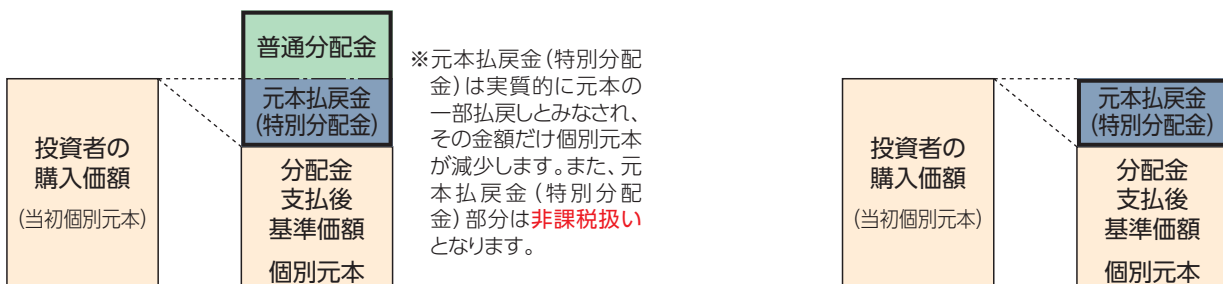 投資者の
購入価額
(当初個別元本)
普通分配金
元本払戻金
(特別分配金)
分配金
支払後
基準価額
個別元本
※元本払戻金(特別分配
金)は実質的に元本の
一部払戻しとみなされ、
その金額だけ個別元本
が減少します。また、元
本払戻金(特別分配
金)部分は非課税扱い
となります。
投資者の
購入価額
(当初個別元本)
元本払戻金
(特別分配金)
分配金
支払後
基準価額
個別元本